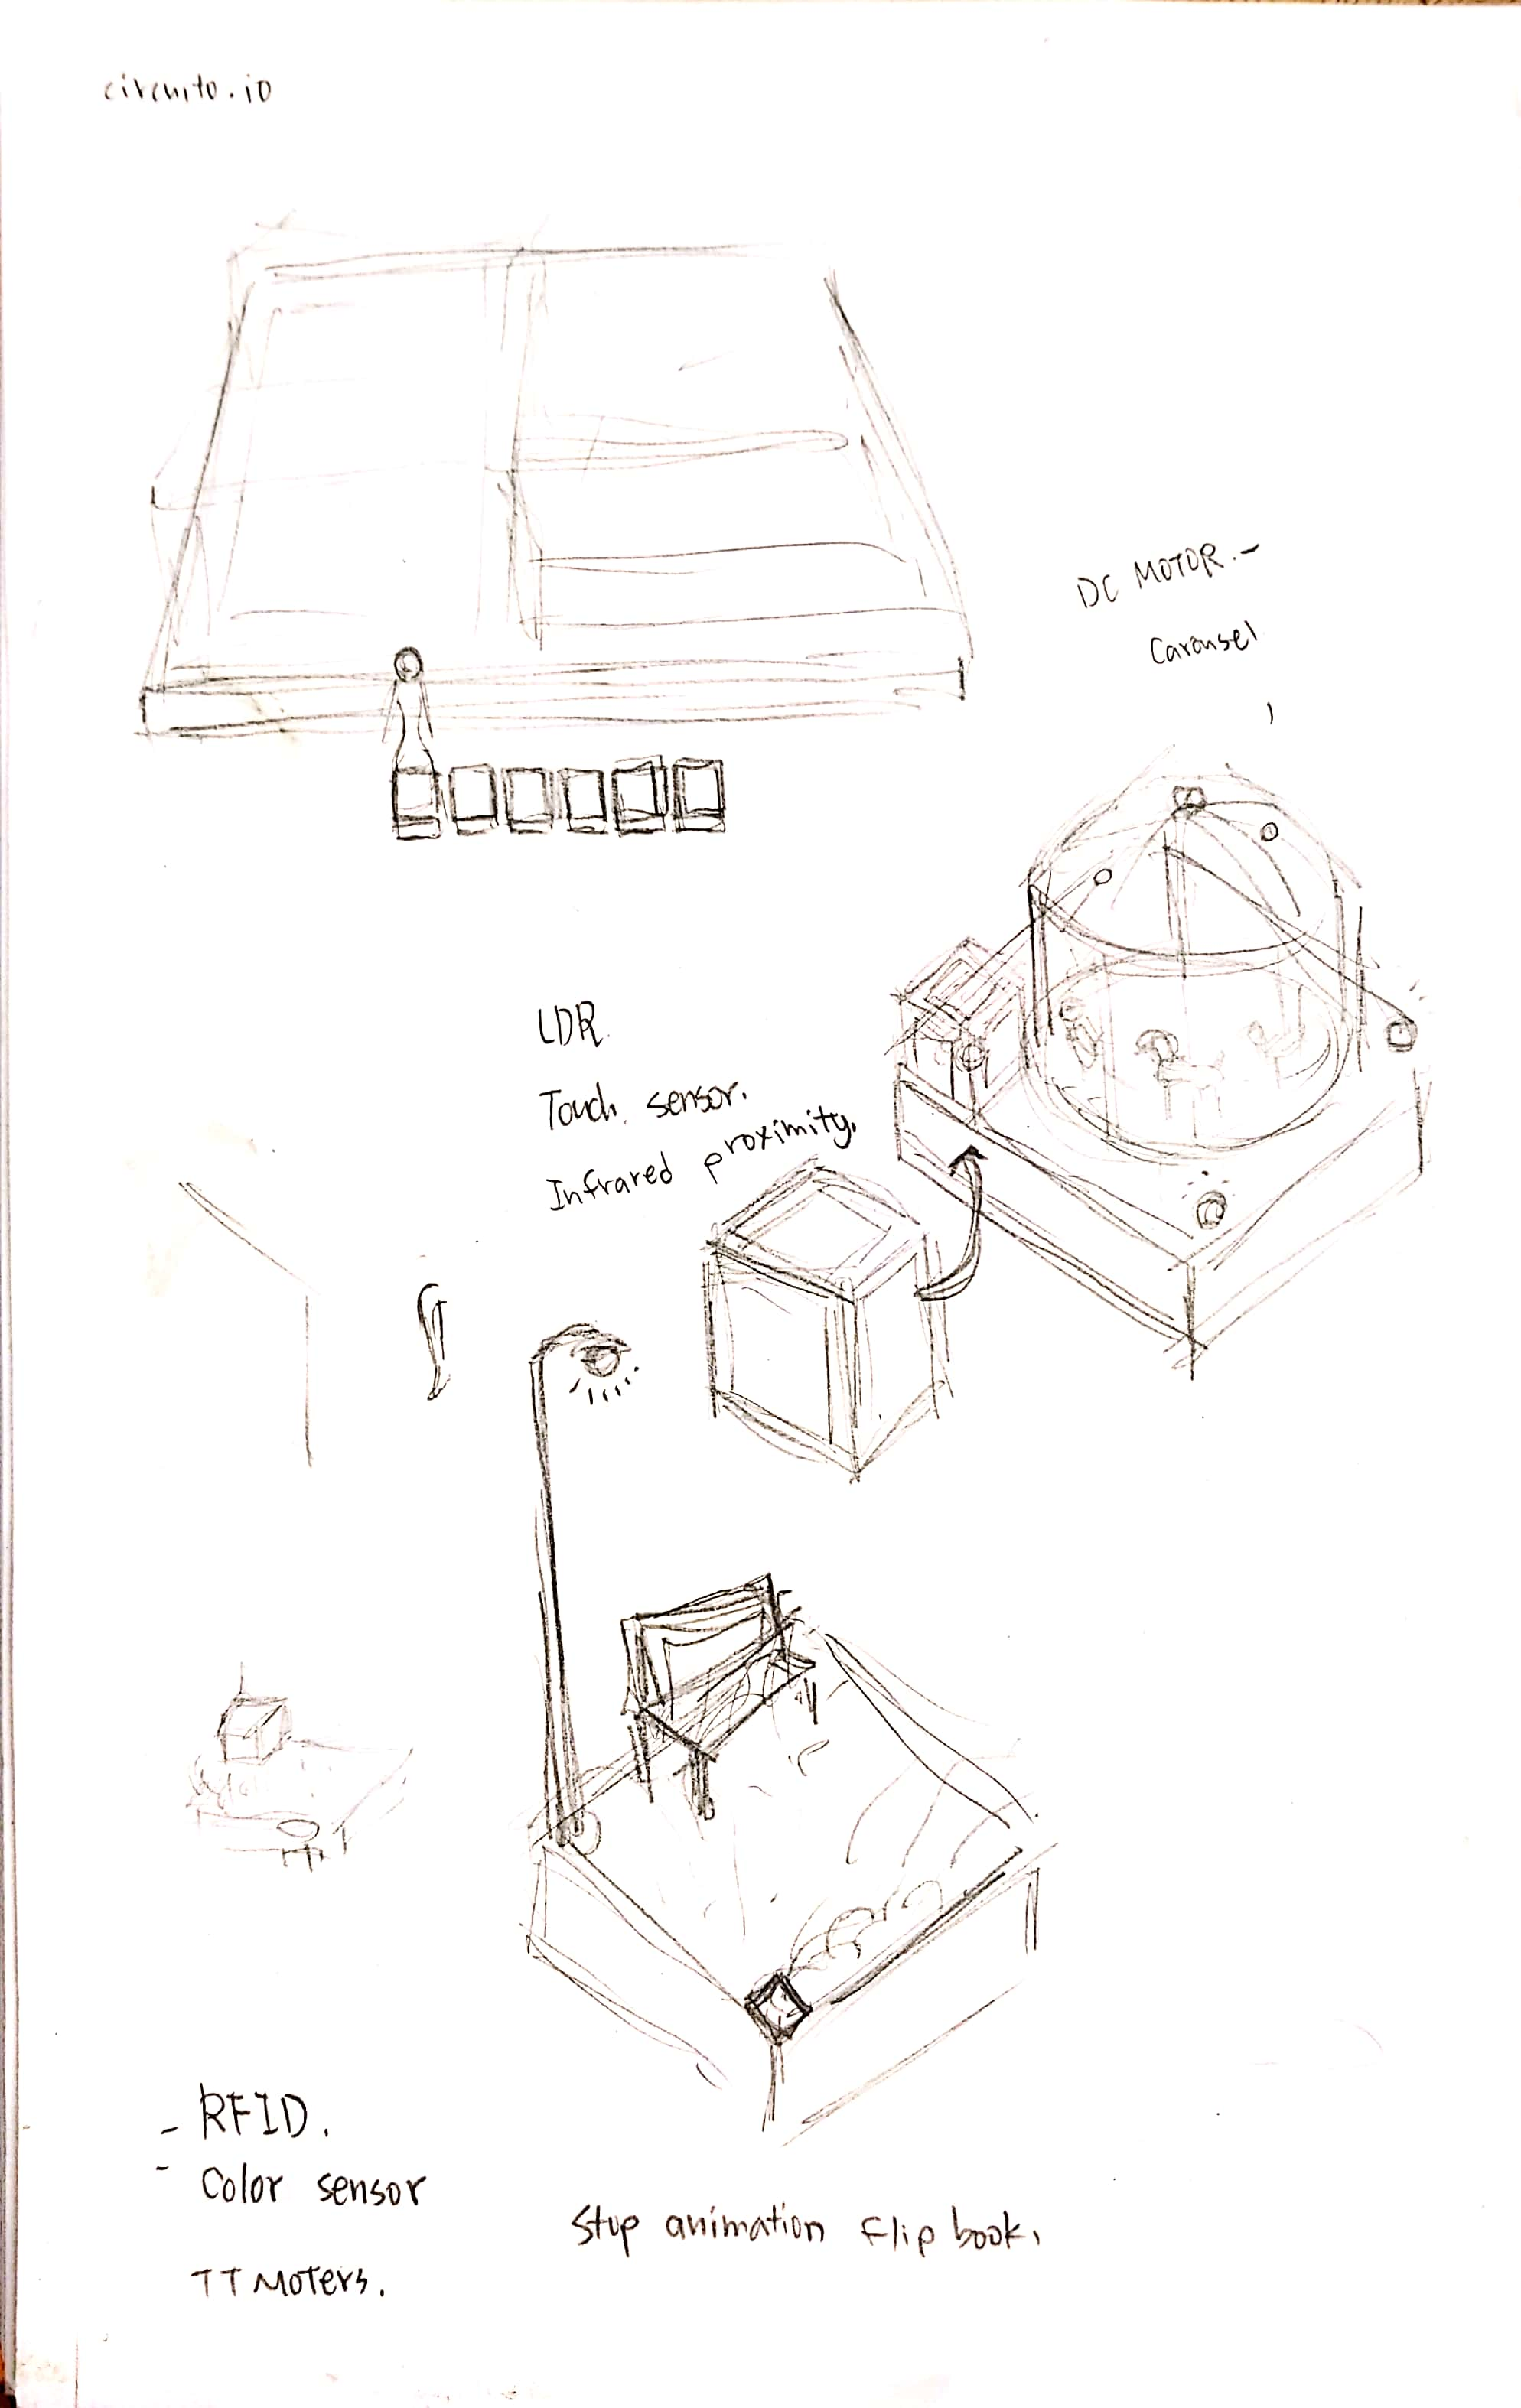 circuito.io
DC MOTOR.-
Carousel
LDR
Touch sensor.
Infrared proximity.
- RFID.
- Color sensor
TT Moters.
Stop animation flip book,